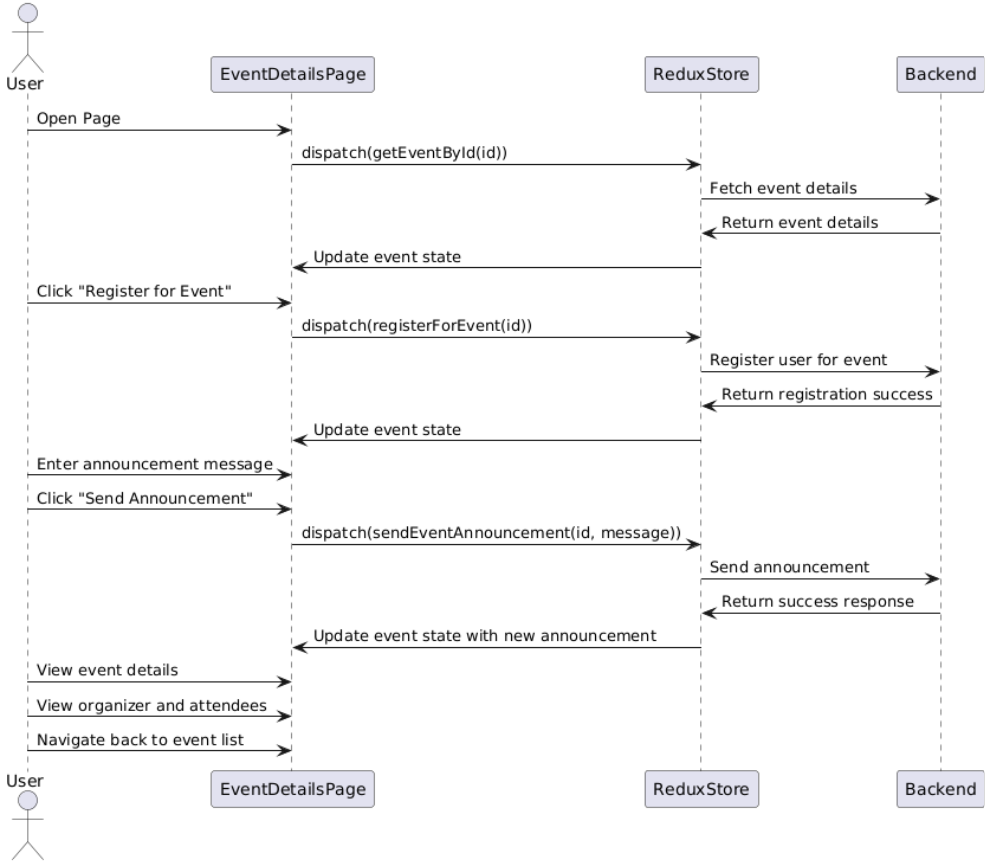 User
EventDetailsPage
ReduxStore
Backend
Open Page
dispatch(getEventById(id))
Fetch event details
Return event details
Update event state
Click "Register for Event"
dispatch(registerForEvent(id))
Register user for event
Return registration success
Update event state
Enter announcement message
Click "Send Announcement"
dispatch(sendEventAnnouncement(id, message))
Send announcement
Return success response
Update event state with new announcement
View event details
View organizer and attendees
Navigate back to event list
User
EventDetailsPage
ReduxStore
Backend